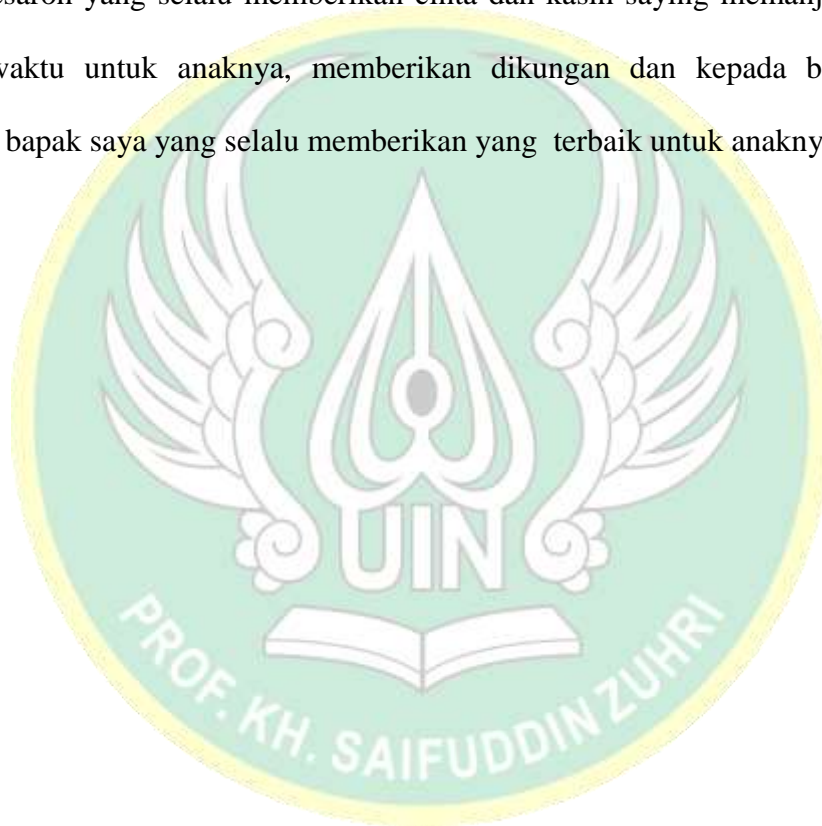 yang selalu memberikan cinta dan kasih saying
waktu untuk anaknya, memberikan dikungan dan kepada
bapak saya yang selalu memberikan yang terbaik untuk
UIN
PROF. KH. SAIFUDDIN ZUHRI